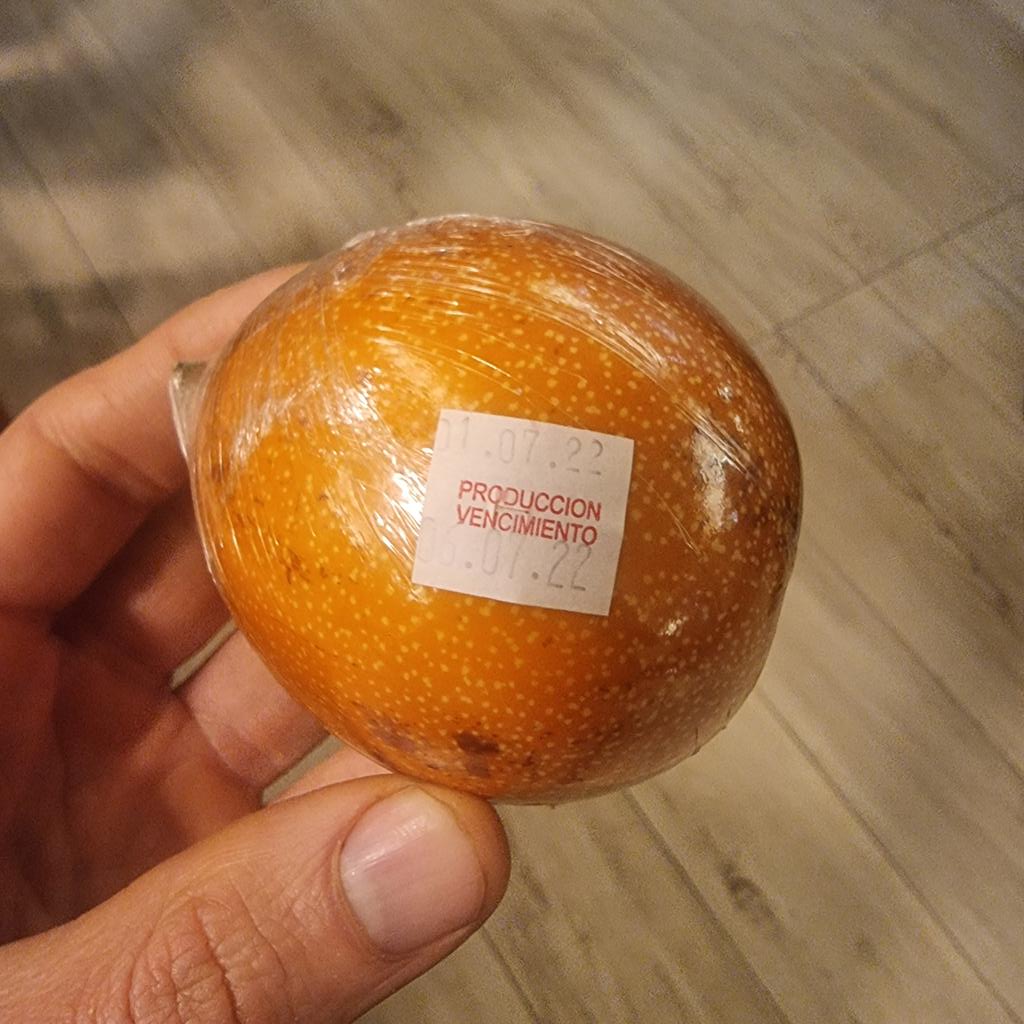 01.07.22
PRODUCCION
VENCIMIENTO
06.07.22